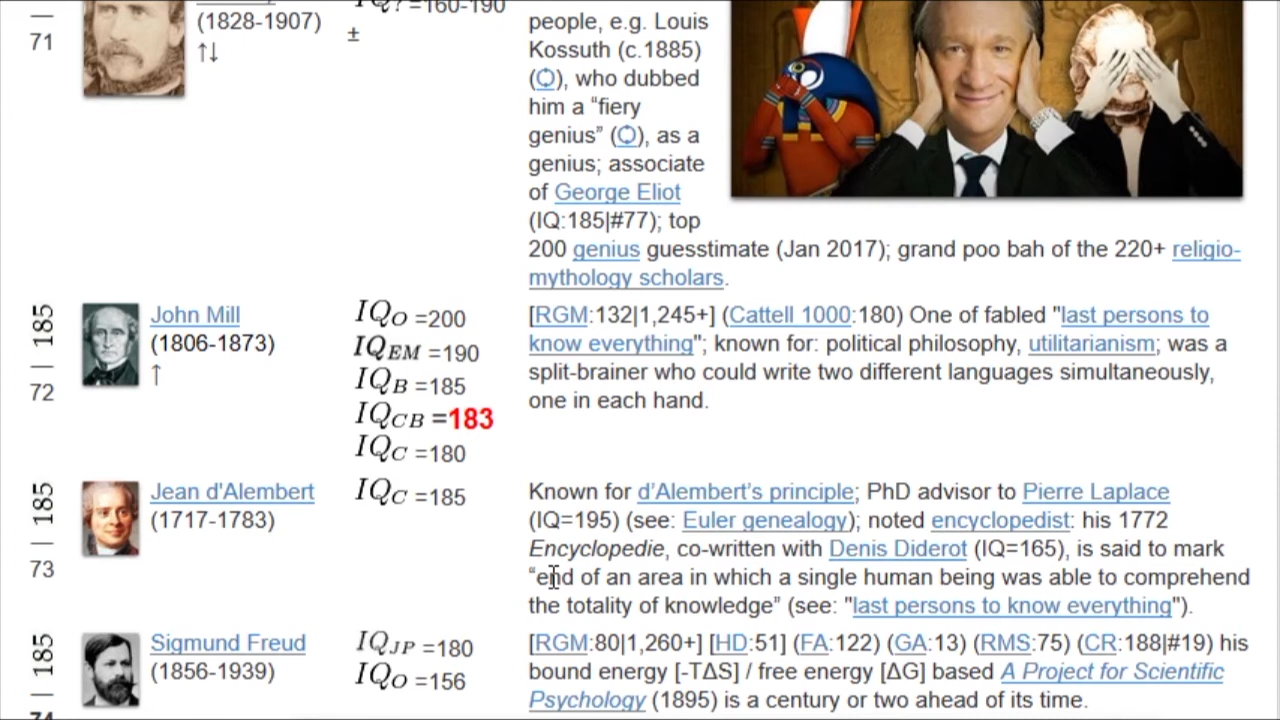 71
(1828-1907)
↑↓
IQ? =160-190
±
people, e.g. Louis
Kossuth (c.1885)
(Q), who dubbed
him a “fiery
genius” (Q), as a
genius; associate
of George Eliot
(IQ:185|#77); top
200 genius guesstimate (Jan 2017); grand poo bah of the 220+ religio-
mythology scholars.
185
|
72
John Mill
(1806-1873)
↑
IQO =200
IQEM =190
IQB =185
IQCB =183
IQC =180
[RGM:132|1,245+] (Cattell 1000:180) One of fabled "last persons to
know everything"; known for: political philosophy, utilitarianism; was a
split-brainer who could write two different languages simultaneously,
one in each hand.
185
|
73
Jean d'Alembert
(1717-1783)
IQC =185
Known for d’Alembert’s principle; PhD advisor to Pierre Laplace
(IQ=195) (see: Euler genealogy); noted encyclopedist: his 1772
Encyclopedie, co-written with Denis Diderot (IQ=165), is said to mark
“end of an area in which a single human being was able to comprehend
the totality of knowledge” (see: "last persons to know everything").
185
|
74
Sigmund Freud
(1856-1939)
IQJP =180
IQO =156
[RGM:80|1,260+] [HD:51] (FA:122) (GA:13) (RMS:75) (CR:188|#19) his
bound energy [-TΔS] / free energy [ΔG] based A Project for Scientific
Psychology (1895) is a century or two ahead of its time.